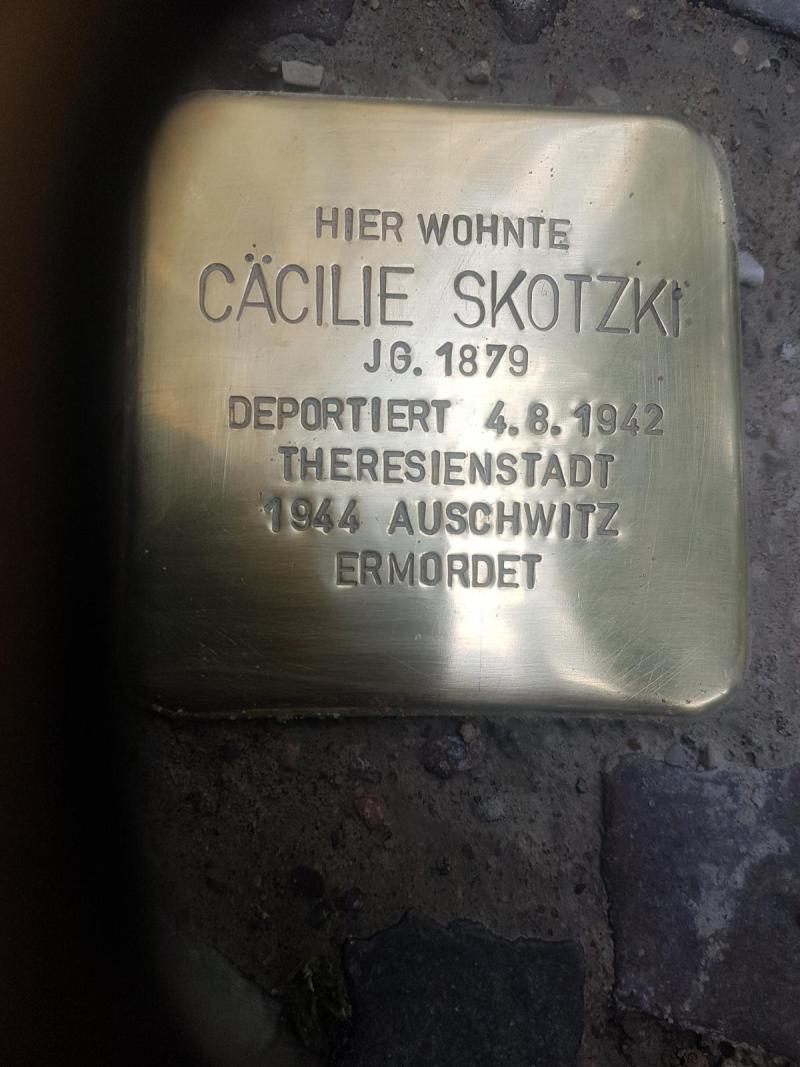 HIER WOHNTE
CÄCILIE SKOTZKI
JG. 1879
DEPORTIERT 4.8.1942
THERESIENSTADT
1944 AUSCHWITZ
ERMORDET